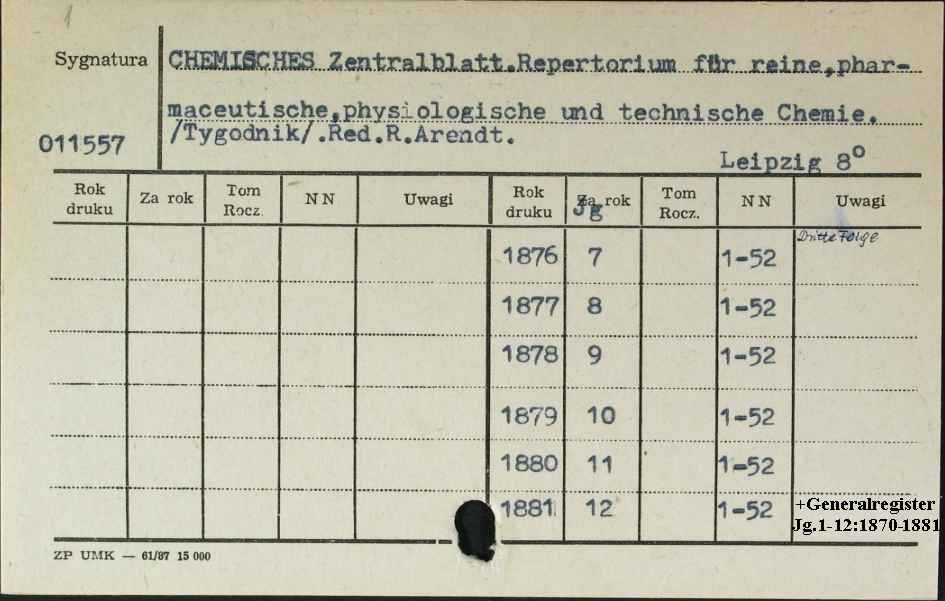 1
Sygnatura
CHEMISCHES Zentralblatt.Repertorium für reine,phar-
maceutische,physiologische und technische Chemie.
/Tygodnik/.Red.R.Arendt.
011557
Leipzig 8°
Rok druku Za rok Tom Rocz. N N Uwagi Rok druku Za rok Jg Tom Rocz. N N Uwagi
1876 7 1-52 Dritte Folge
1877 8 1-52
1878 9 1-52
1879 10 1-52
1880 11 1-52
1881 12 1-52 +Generalregister
Jg.1-12:1870-1881
ZP UMK — 61/87 15 000